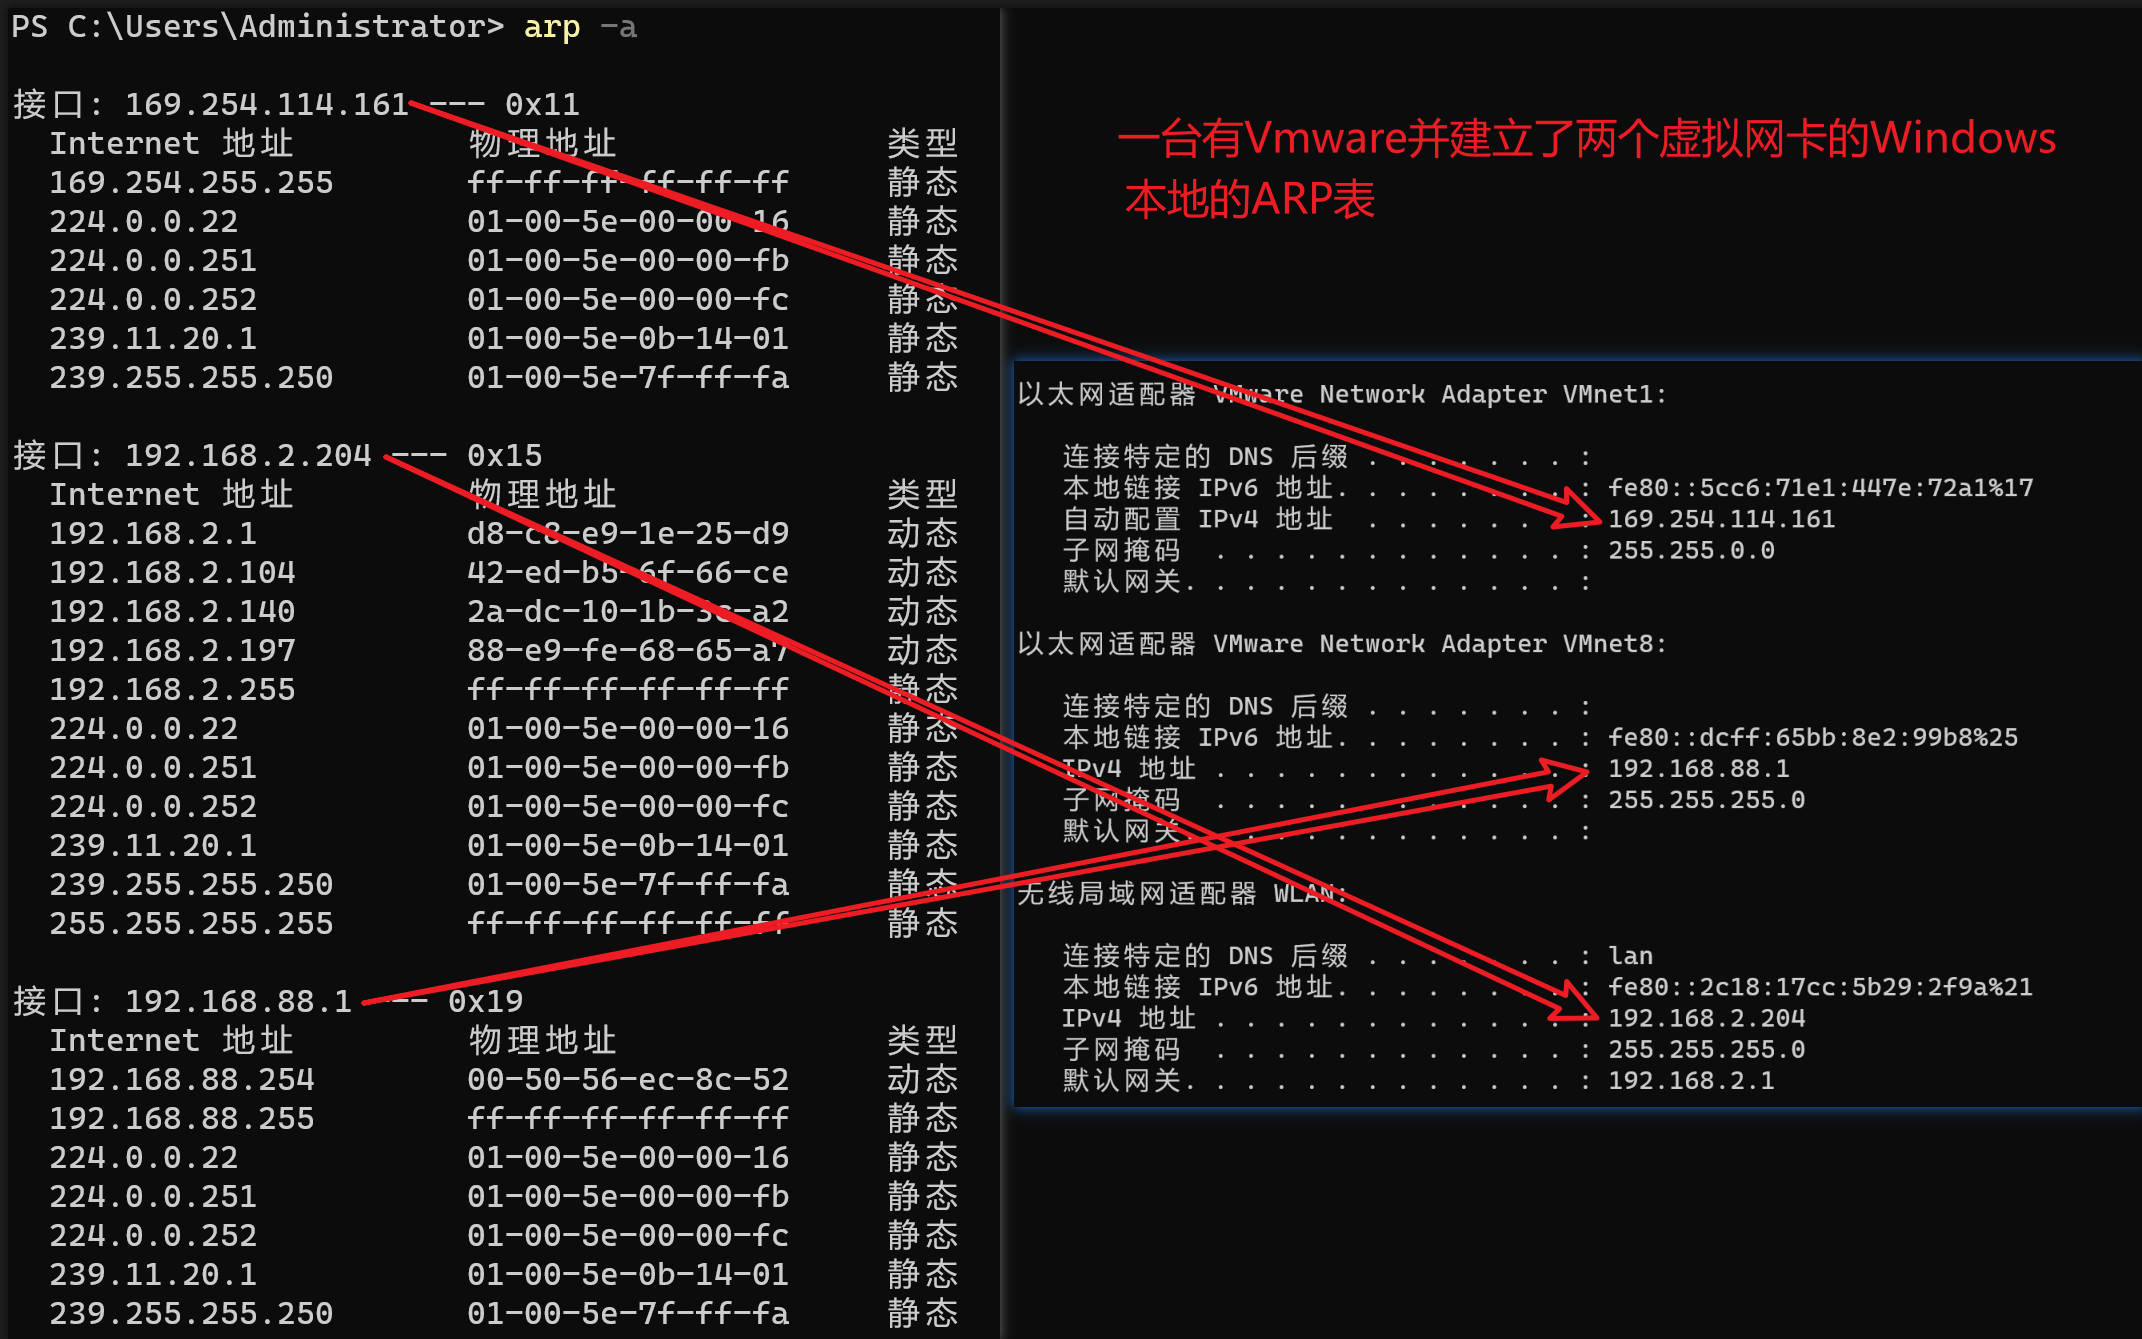 PS C:\Users\Administrator> arp -a
接口: 169.254.114.161 --- 0x11
Internet 地址 物理地址 类型
169.254.255.255 ff-ff-ff-ff-ff-ff 静态
224.0.0.22 01-00-5e-00-00-16 静态
224.0.0.251 01-00-5e-00-00-fb 静态
224.0.0.252 01-00-5e-00-00-fc 静态
239.11.20.1 01-00-5e-0b-14-01 静态
239.255.255.250 01-00-5e-7f-ff-fa 静态
接口: 192.168.2.204 --- 0x15
Internet 地址 物理地址 类型
192.168.2.1 d8-c8-e9-1e-25-d9 动态
192.168.2.104 42-ed-b5-6f-66-ce 动态
192.168.2.140 2a-dc-10-1b-3c-a2 动态
192.168.2.197 88-e9-fe-68-65-a7 动态
192.168.2.255 ff-ff-ff-ff-ff-ff 静态
224.0.0.22 01-00-5e-00-00-16 静态
224.0.0.251 01-00-5e-00-00-fb 静态
224.0.0.252 01-00-5e-00-00-fc 静态
239.11.20.1 01-00-5e-0b-14-01 静态
239.255.255.250 01-00-5e-7f-ff-fa 静态
255.255.255.255 ff-ff-ff-ff-ff-ff 静态
接口: 192.168.88.1 --- 0x19
Internet 地址 物理地址 类型
192.168.88.254 00-50-56-ec-8c-52 动态
192.168.88.255 ff-ff-ff-ff-ff-ff 静态
224.0.0.22 01-00-5e-00-00-16 静态
224.0.0.251 01-00-5e-00-00-fb 静态
224.0.0.252 01-00-5e-00-00-fc 静态
239.11.20.1 01-00-5e-0b-14-01 静态
239.255.255.250 01-00-5e-7f-ff-fa 静态
一台有Vmware并建立了两个虚拟网卡的Windows
本地的ARP表
以太网适配器 VMware Network Adapter VMnet1:
连接特定的 DNS 后缀 . . . . . . . :
本地链接 IPv6 地址. . . . . . . . : fe80::5cc6:71e1:447e:72a1%17
自动配置 IPv4 地址 . . . . . . . : 169.254.114.161
子网掩码 . . . . . . . . . . . . : 255.255.0.0
默认网关. . . . . . . . . . . . . :
以太网适配器 VMware Network Adapter VMnet8:
连接特定的 DNS 后缀 . . . . . . . :
本地链接 IPv6 地址. . . . . . . . : fe80::dcff:65bb:8e2:99b8%25
IPv4 地址 . . . . . . . . . . . . : 192.168.88.1
子网掩码 . . . . . . . . . . . . : 255.255.255.0
默认网关. . . . . . . . . . . . . :
无线局域网适配器 WLAN:
连接特定的 DNS 后缀 . . . . . . . : lan
本地链接 IPv6 地址. . . . . . . . : fe80::2c18:17cc:5b29:2f9a%21
IPv4 地址 . . . . . . . . . . . . : 192.168.2.204
子网掩码 . . . . . . . . . . . . : 255.255.255.0
默认网关. . . . . . . . . . . . . : 192.168.2.1